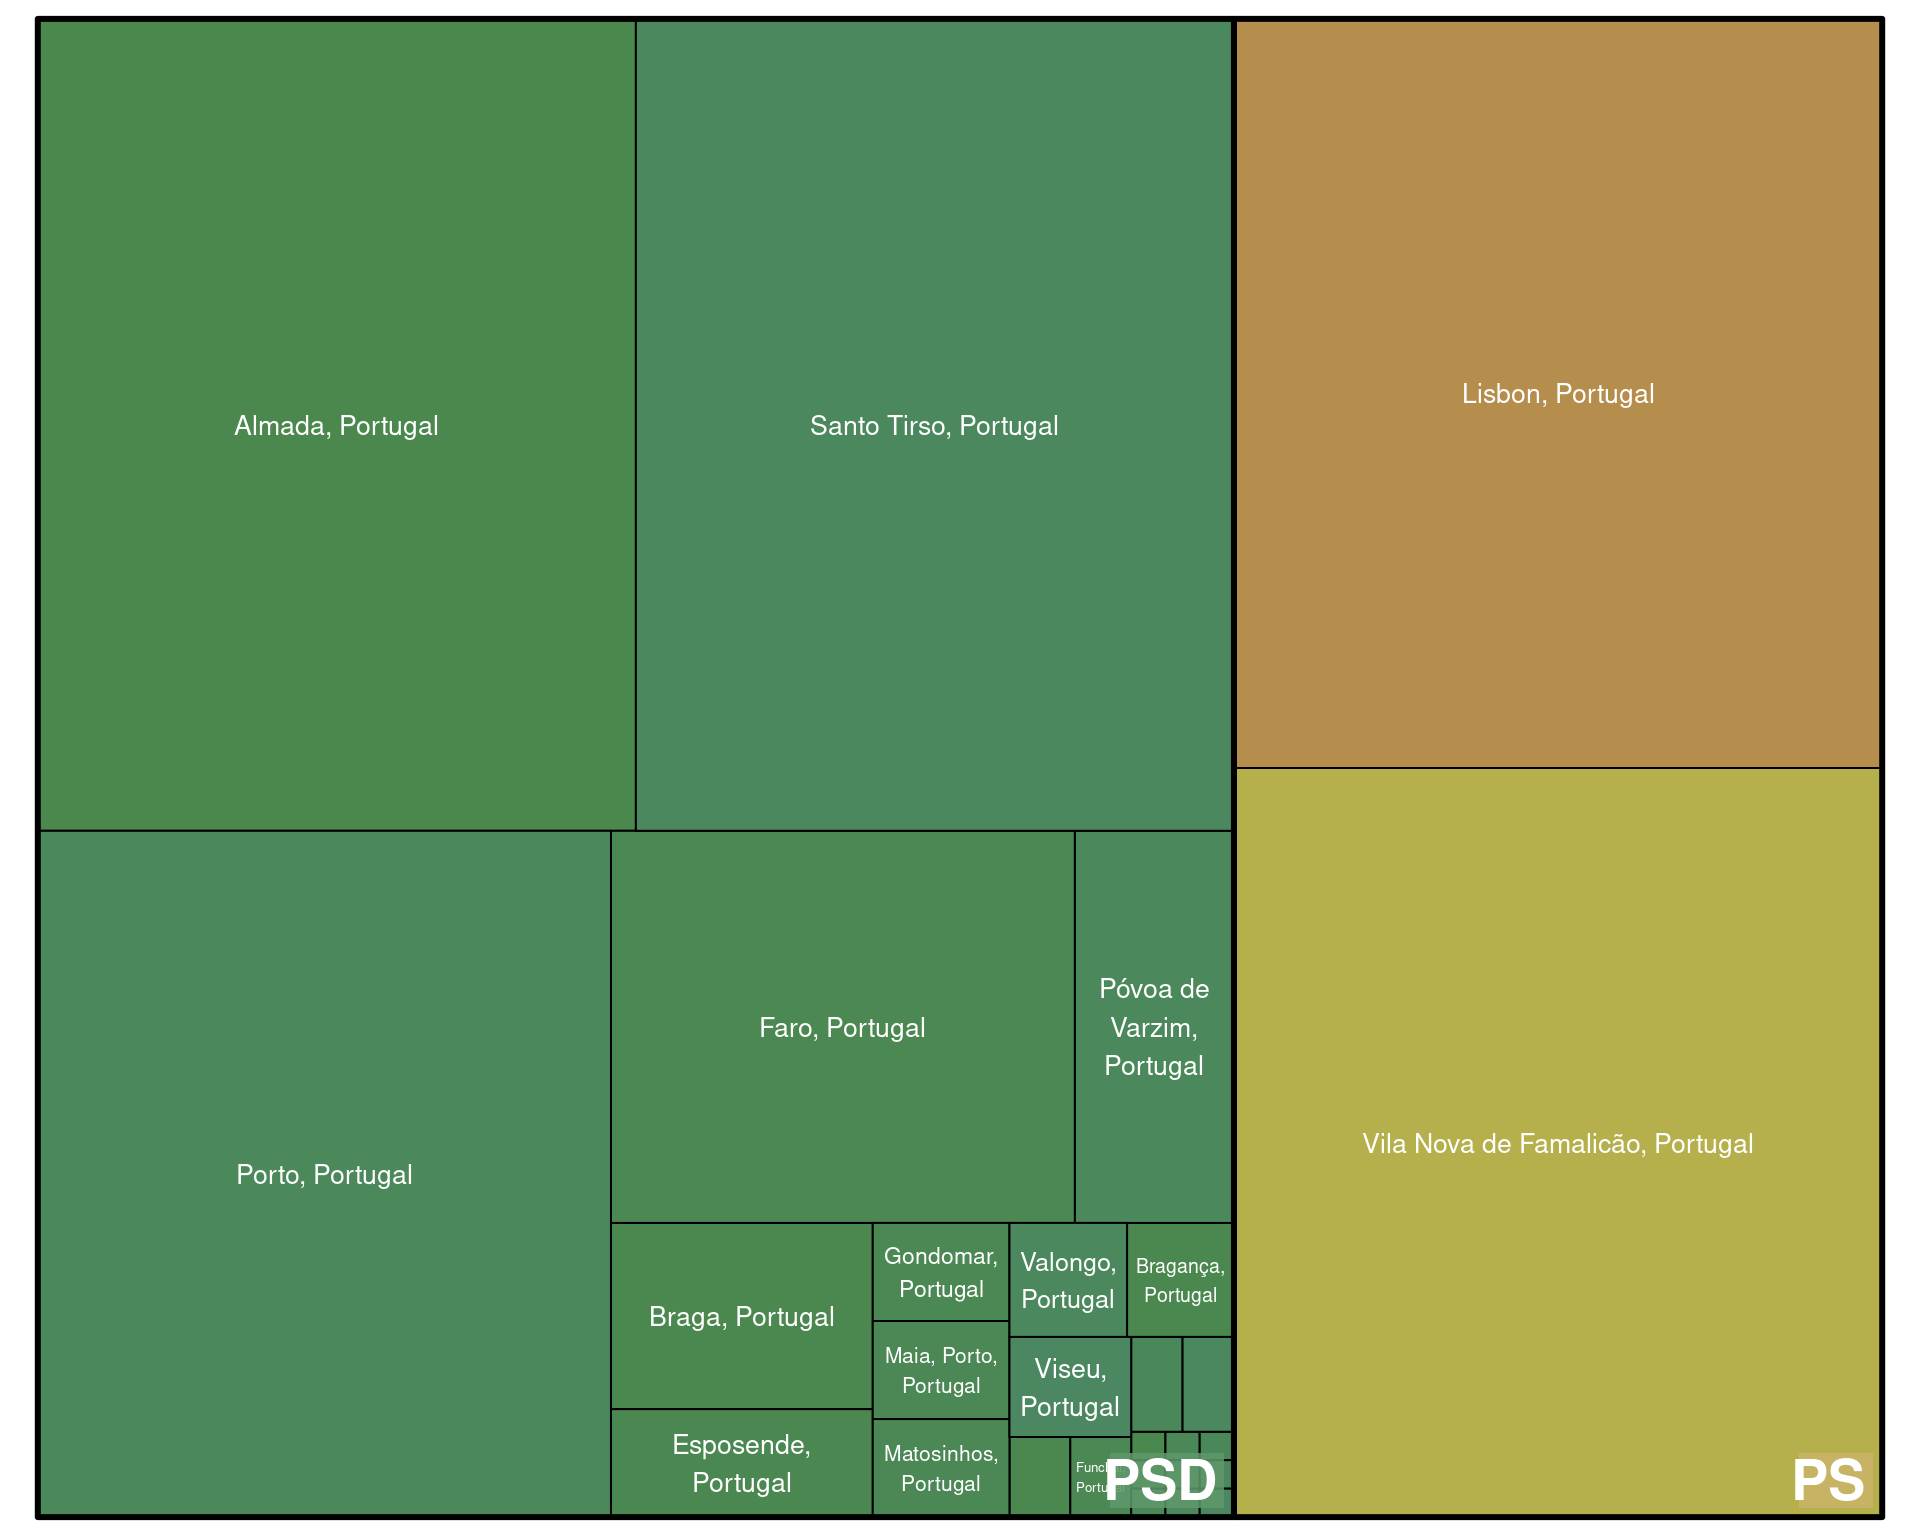 Almada, Portugal
Santo Tirso, Portugal
Lisbon, Portugal
Porto, Portugal
Faro, Portugal
Póvoa de
Varzim,
Portugal
Vila Nova de Famalicão, Portugal
Braga, Portugal
Gondomar,
Portugal
Valongo,
Portugal
Bragança,
Portugal
Maia, Porto,
Portugal
Viseu,
Portugal
Esposende,
Portugal
Matosinhos,
Portugal
PSD
PS